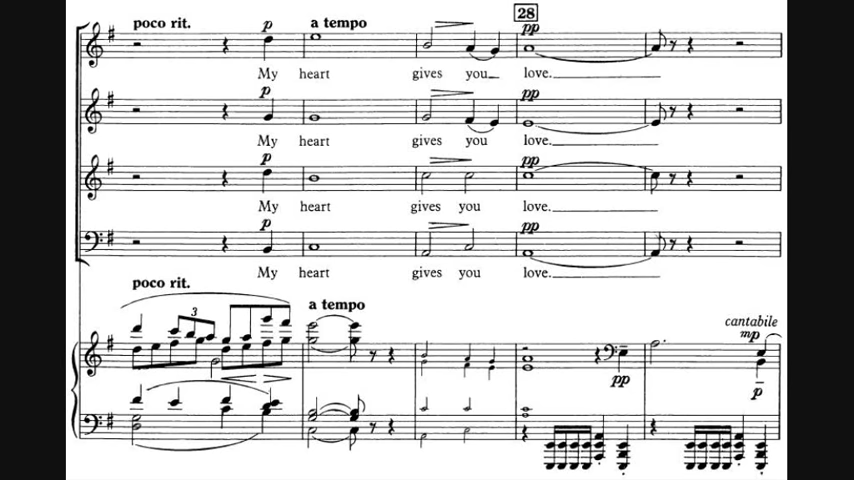 poco rit. p a tempo 28 pp
My heart gives you love.
p pp
My heart gives you love.
p pp
My heart gives you love.
p pp
My heart gives you love.
poco rit.
3 a tempo
cantabile
mp
pp
p